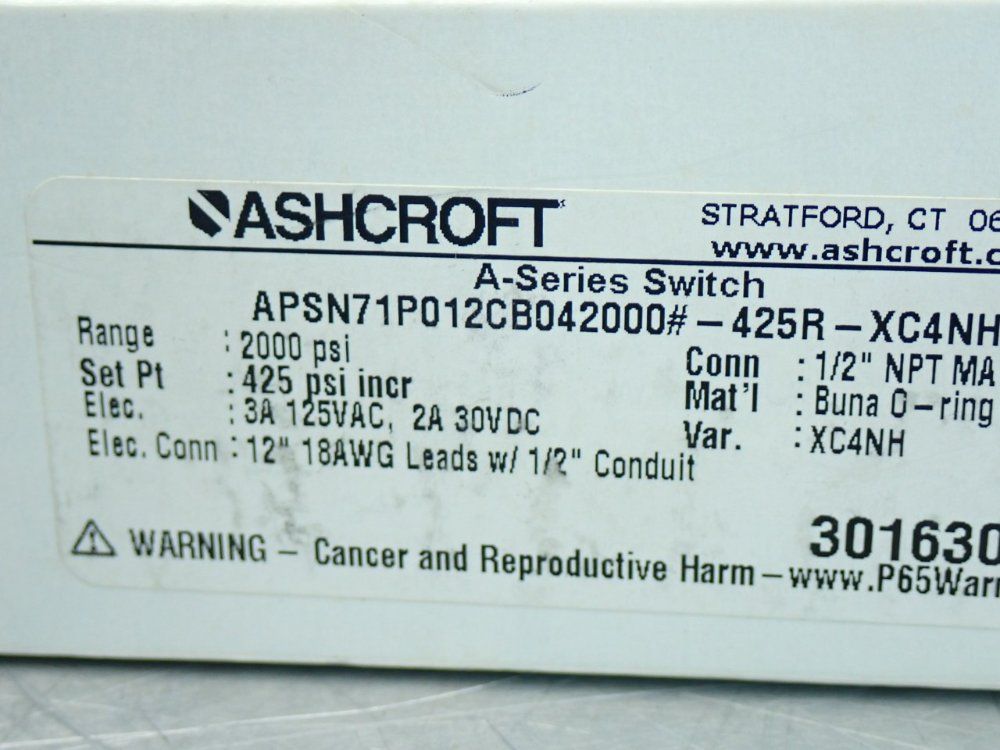 ASHCROFT
STRATFORD, CT 06
www.ashcroft.c
A-Series Switch
APSN71P012CB042000#-425R-XC4NH
Range : 2000 psi
Set Pt : 425 psi incr
Elec. : 3A 125VAC, 2A 30VDC
Elec. Conn : 12" 18AWG Leads w/ 1/2" Conduit
Conn : 1/2" NPT MA
Mat'l : Buna O-ring
Var. : XC4NH
301630
WARNING - Cancer and Reproductive Harm-www.P65Warn